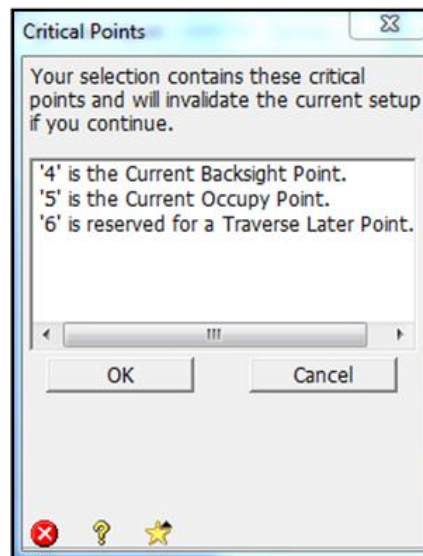 Critical Points
Your selection contains these critical
points and will invalidate the current setup
if you continue.
'4' is the Current Backsight Point.
'5' is the Current Occupy Point.
'6' is reserved for a Traverse Later Point.
OK Cancel